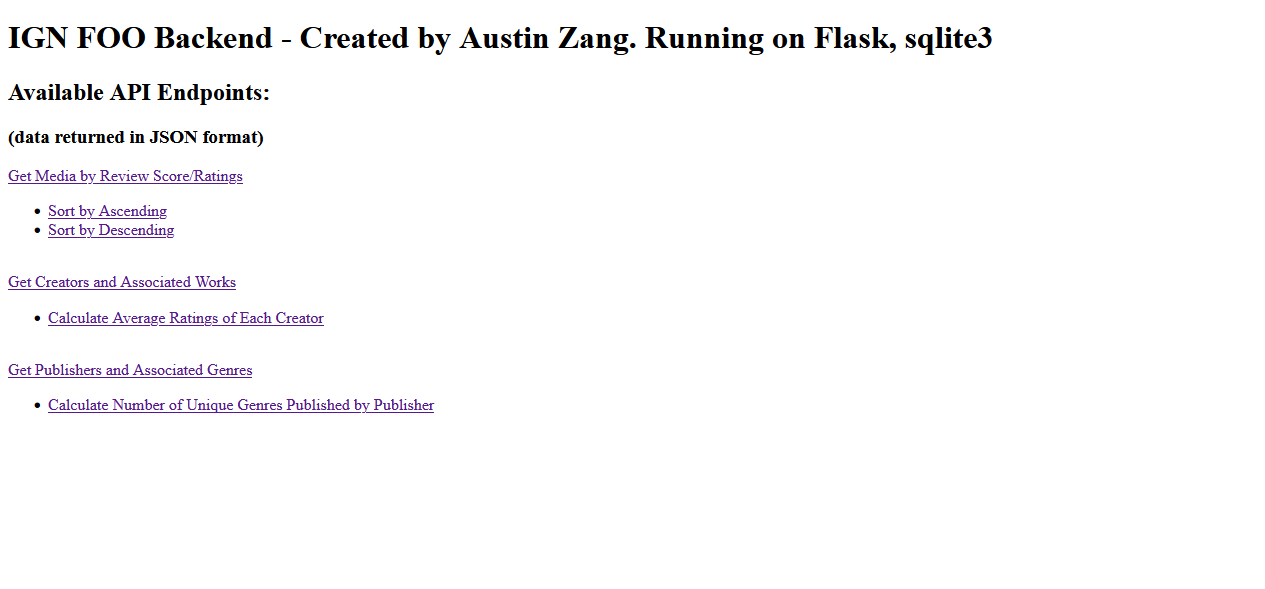 IGN FOO Backend - Created by Austin Zang. Running on Flask, sqlite3
Available API Endpoints:
(data returned in JSON format)
Get Media by Review Score/Ratings
Sort by Ascending
Sort by Descending
Get Creators and Associated Works
Calculate Average Ratings of Each Creator
Get Publishers and Associated Genres
Calculate Number of Unique Genres Published by Publisher